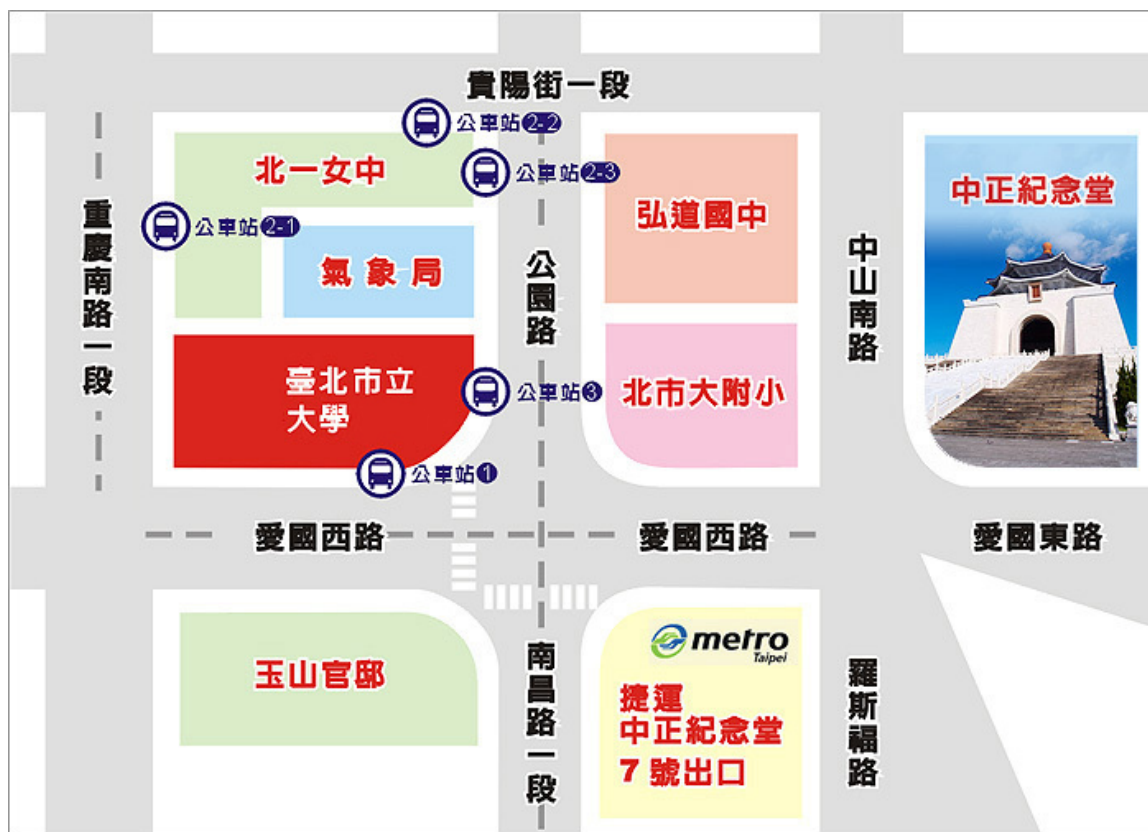 貴陽街一段
公車站2-2
北一女中
公車站2-3
中正紀念堂
重慶南路一段
公車站2-1
弘道國中
氣象局
公園路
中山南路
臺北市立
大學
公車站3
北市大附小
公車站1
愛國西路
愛國西路
愛國東路
玉山官邸
南昌路一段
metro
Taipei
捷運
中正紀念堂
7 號出口
羅斯福路